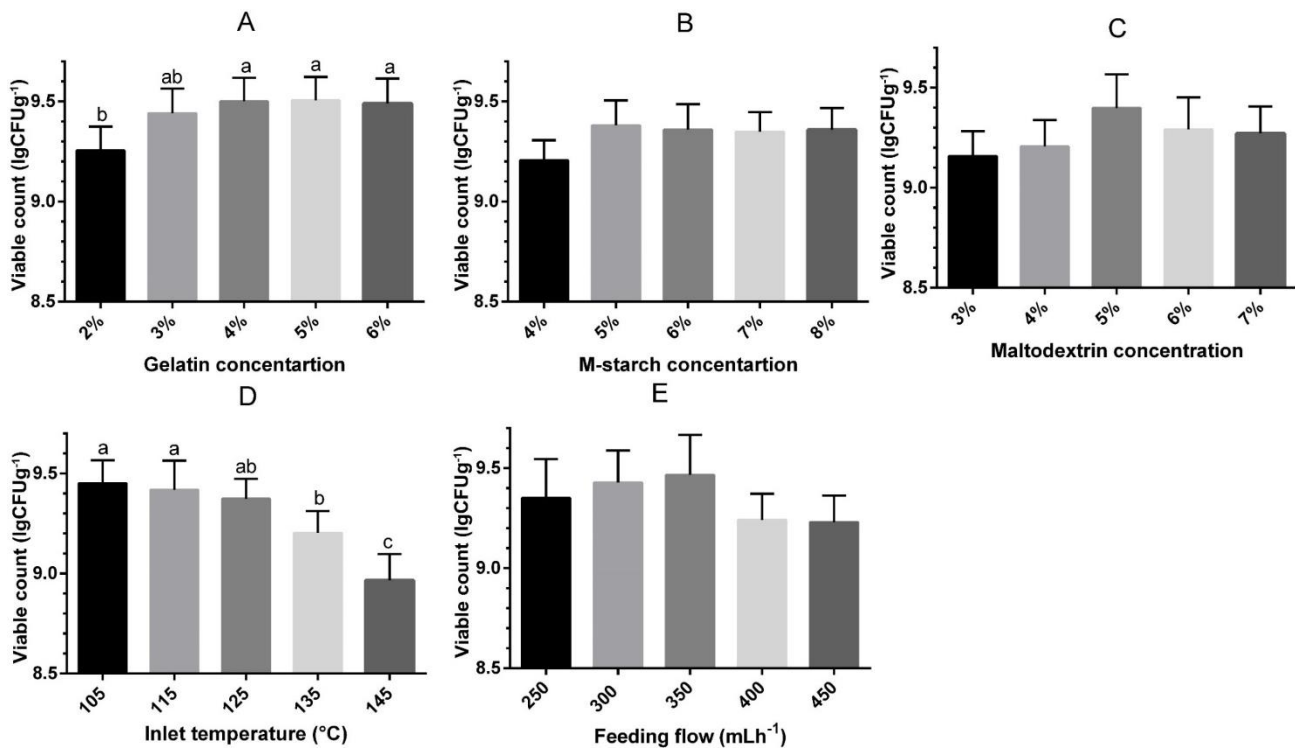 A
Viable count (lgCFUg⁻¹)
9.5
9.0
8.5
b
ab
a
a
a
2%
3%
4%
5%
6%
Gelatin concentartion
B
Viable count (lgCFUg⁻¹)
9.5
9.0
8.5
4%
5%
6%
7%
8%
M-starch concentartion
C
Viable count (lgCFUg⁻¹)
9.5
9.0
8.5
3%
4%
5%
6%
7%
Maltodextrin concentration
D
Viable count (lgCFUg⁻¹)
9.5
9.0
8.5
a
a
ab
b
c
105
115
125
135
145
Inlet temperature (°C)
E
Viable count (lgCFUg⁻¹)
9.5
9.0
8.5
250
300
350
400
450
Feeding flow (mLh⁻¹)